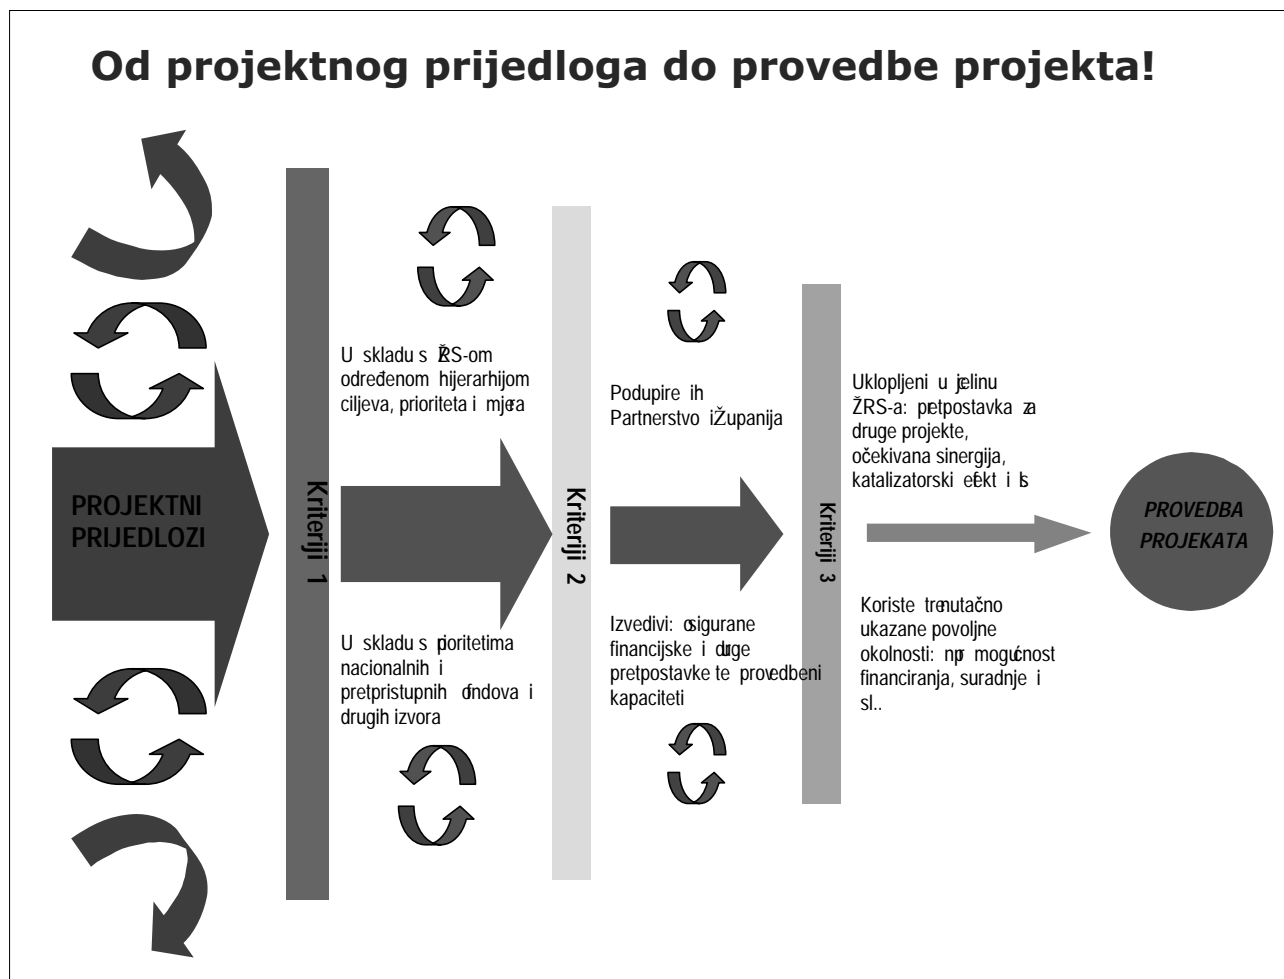 Od projektnog prijedloga do provedbe projekta!
PROJEKTNI
PRIJEDLOZI
Kriteriji 1
U skladu s ŽRS-om
određenom hijerarhijom
ciljeva, prioriteta i mjera
U skladu s prioritetima
nacionalnih i
pretpristupnih fondova i
drugih izvora
Kriteriji 2
Podupire ih
Partnerstvo i Županija
Izvedivi: osigurane
financijske i druge
pretpostavke te provedbeni
kapaciteti
Kriteriji 3
Uklopljeni u cjelinu
ŽRS-a: pretpostavka za
druge projekte,
očekivana sinergija,
katalizatorski efekt i sl.
Koriste trenutačno
ukazane povoljne
okolnosti: npr mogućnost
financiranja, suradnje i
sl..
PROVEDBA
PROJEKATA